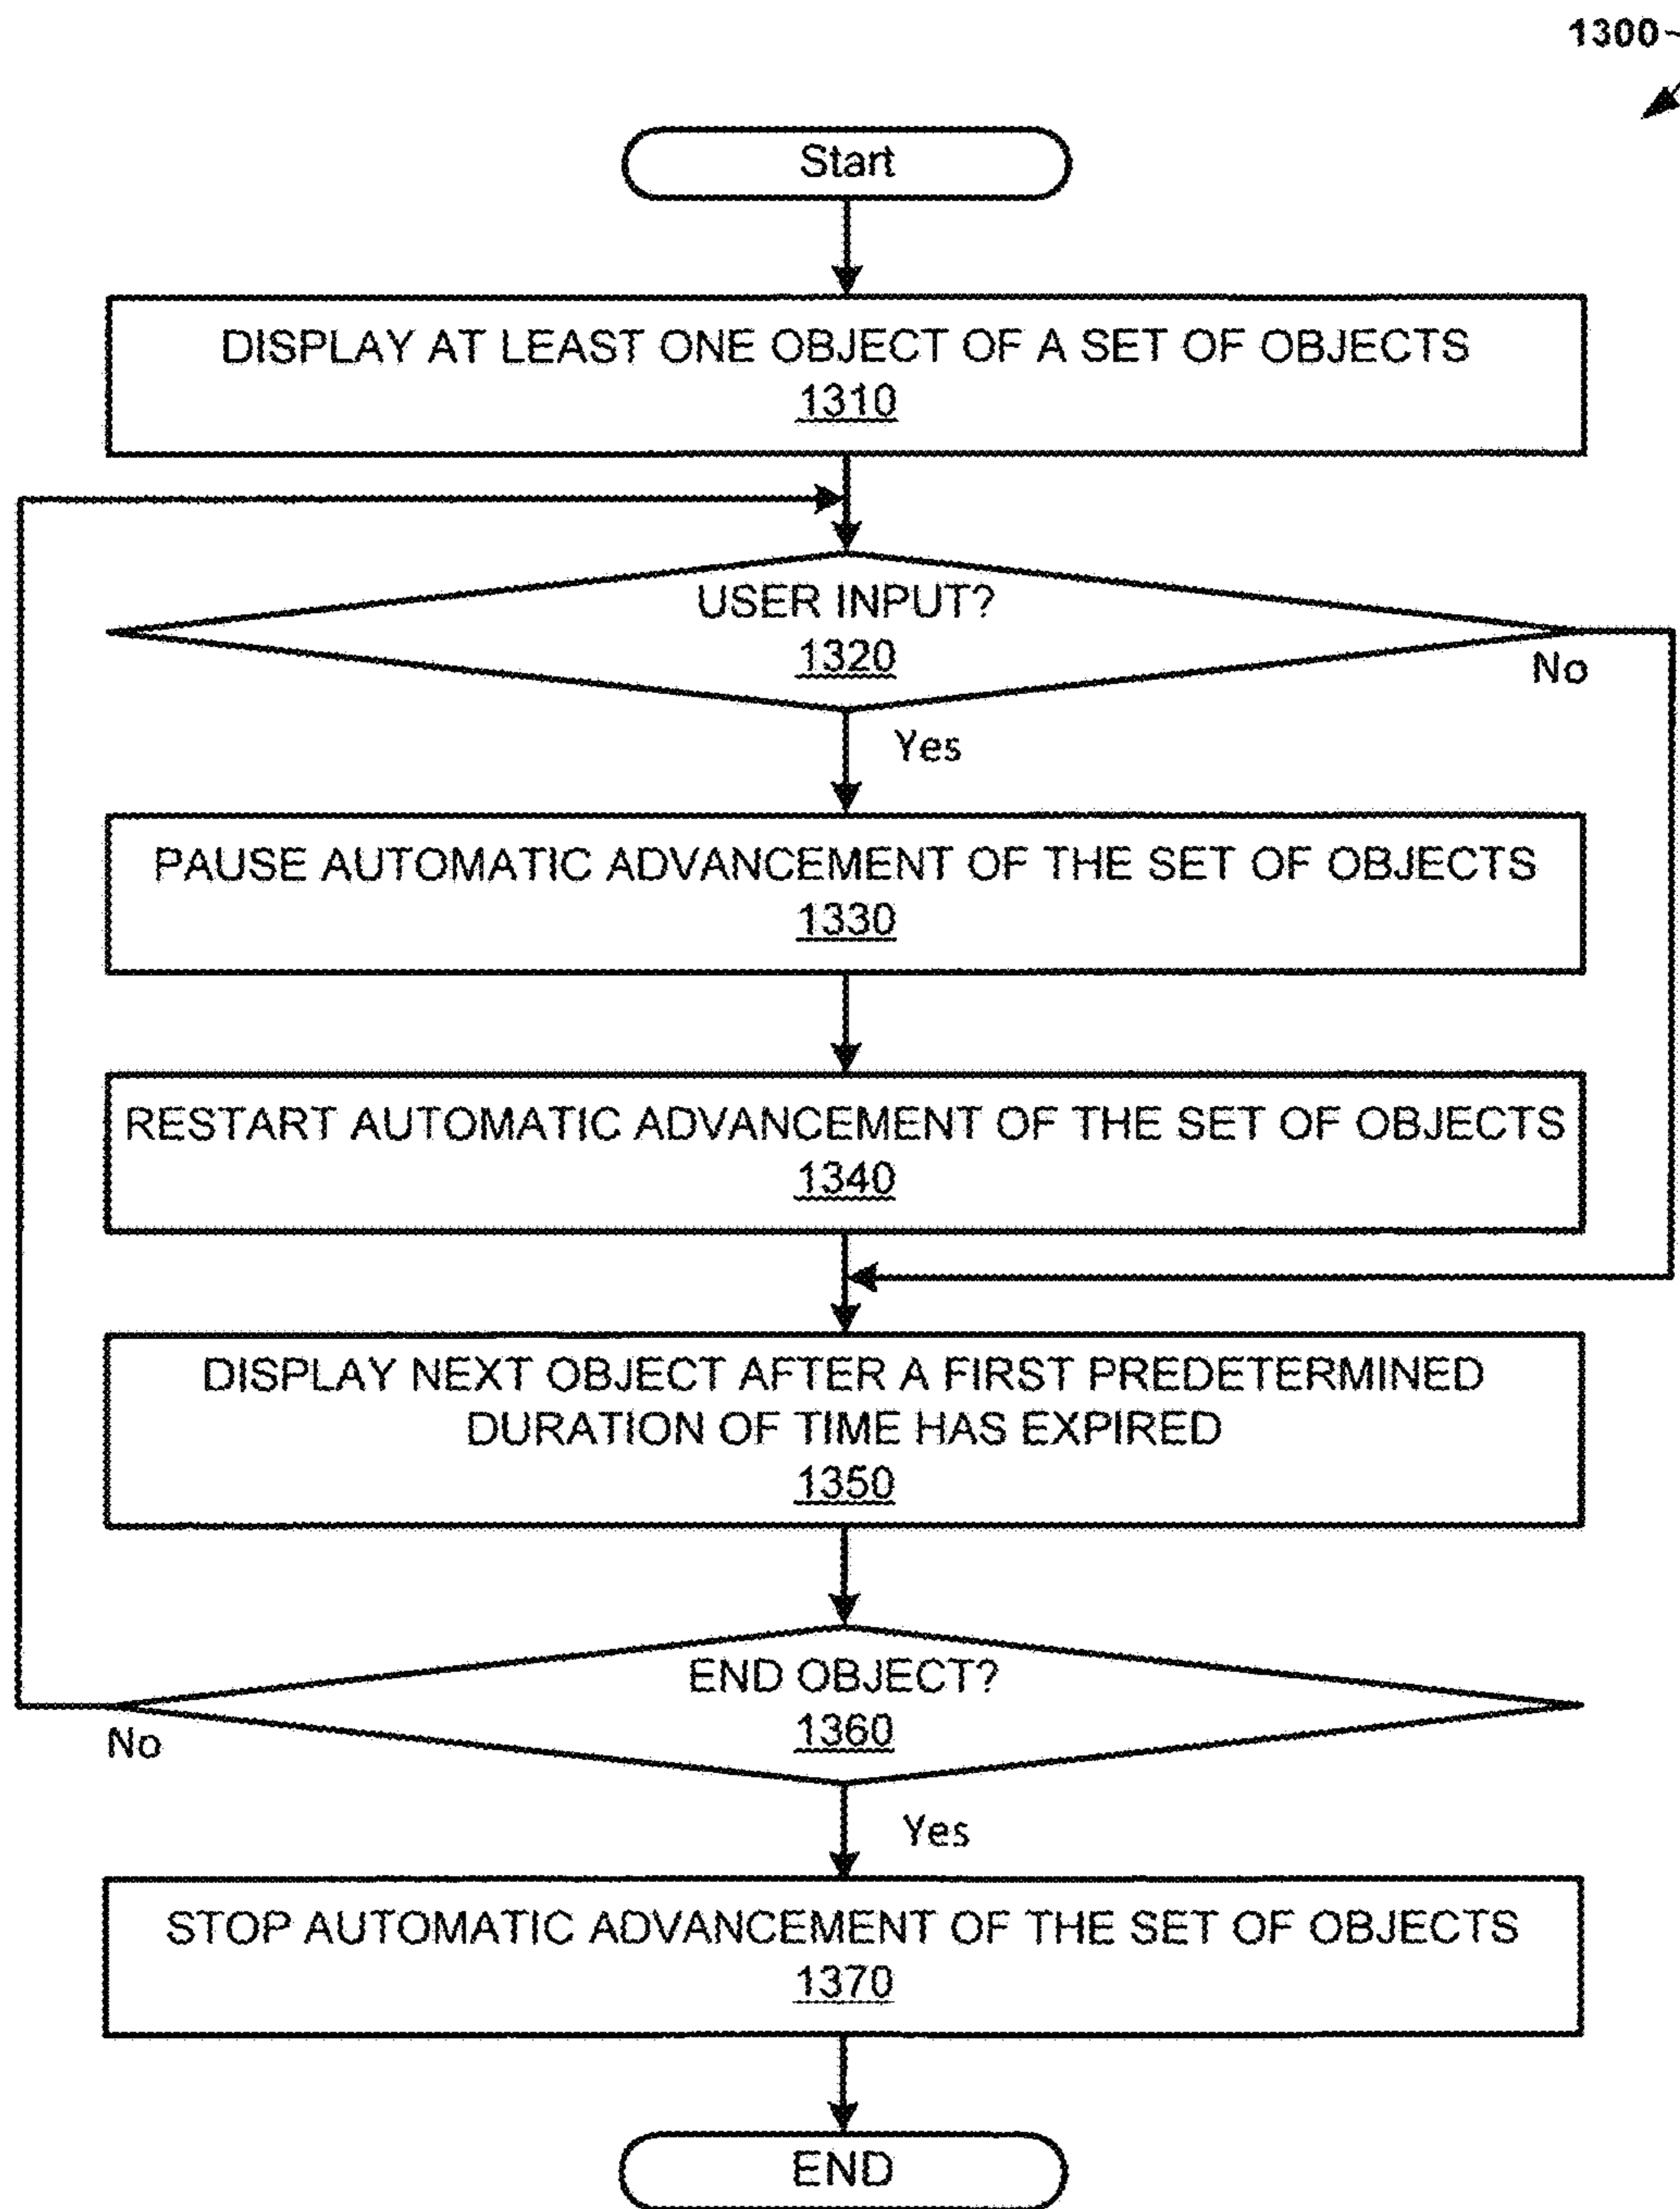 1300
Start
DISPLAY AT LEAST ONE OBJECT OF A SET OF OBJECTS
1310
USER INPUT?
1320
No
Yes
PAUSE AUTOMATIC ADVANCEMENT OF THE SET OF OBJECTS
1330
RESTART AUTOMATIC ADVANCEMENT OF THE SET OF OBJECTS
1340
DISPLAY NEXT OBJECT AFTER A FIRST PREDETERMINED
DURATION OF TIME HAS EXPIRED
1350
END OBJECT?
1360
No
Yes
STOP AUTOMATIC ADVANCEMENT OF THE SET OF OBJECTS
1370
END